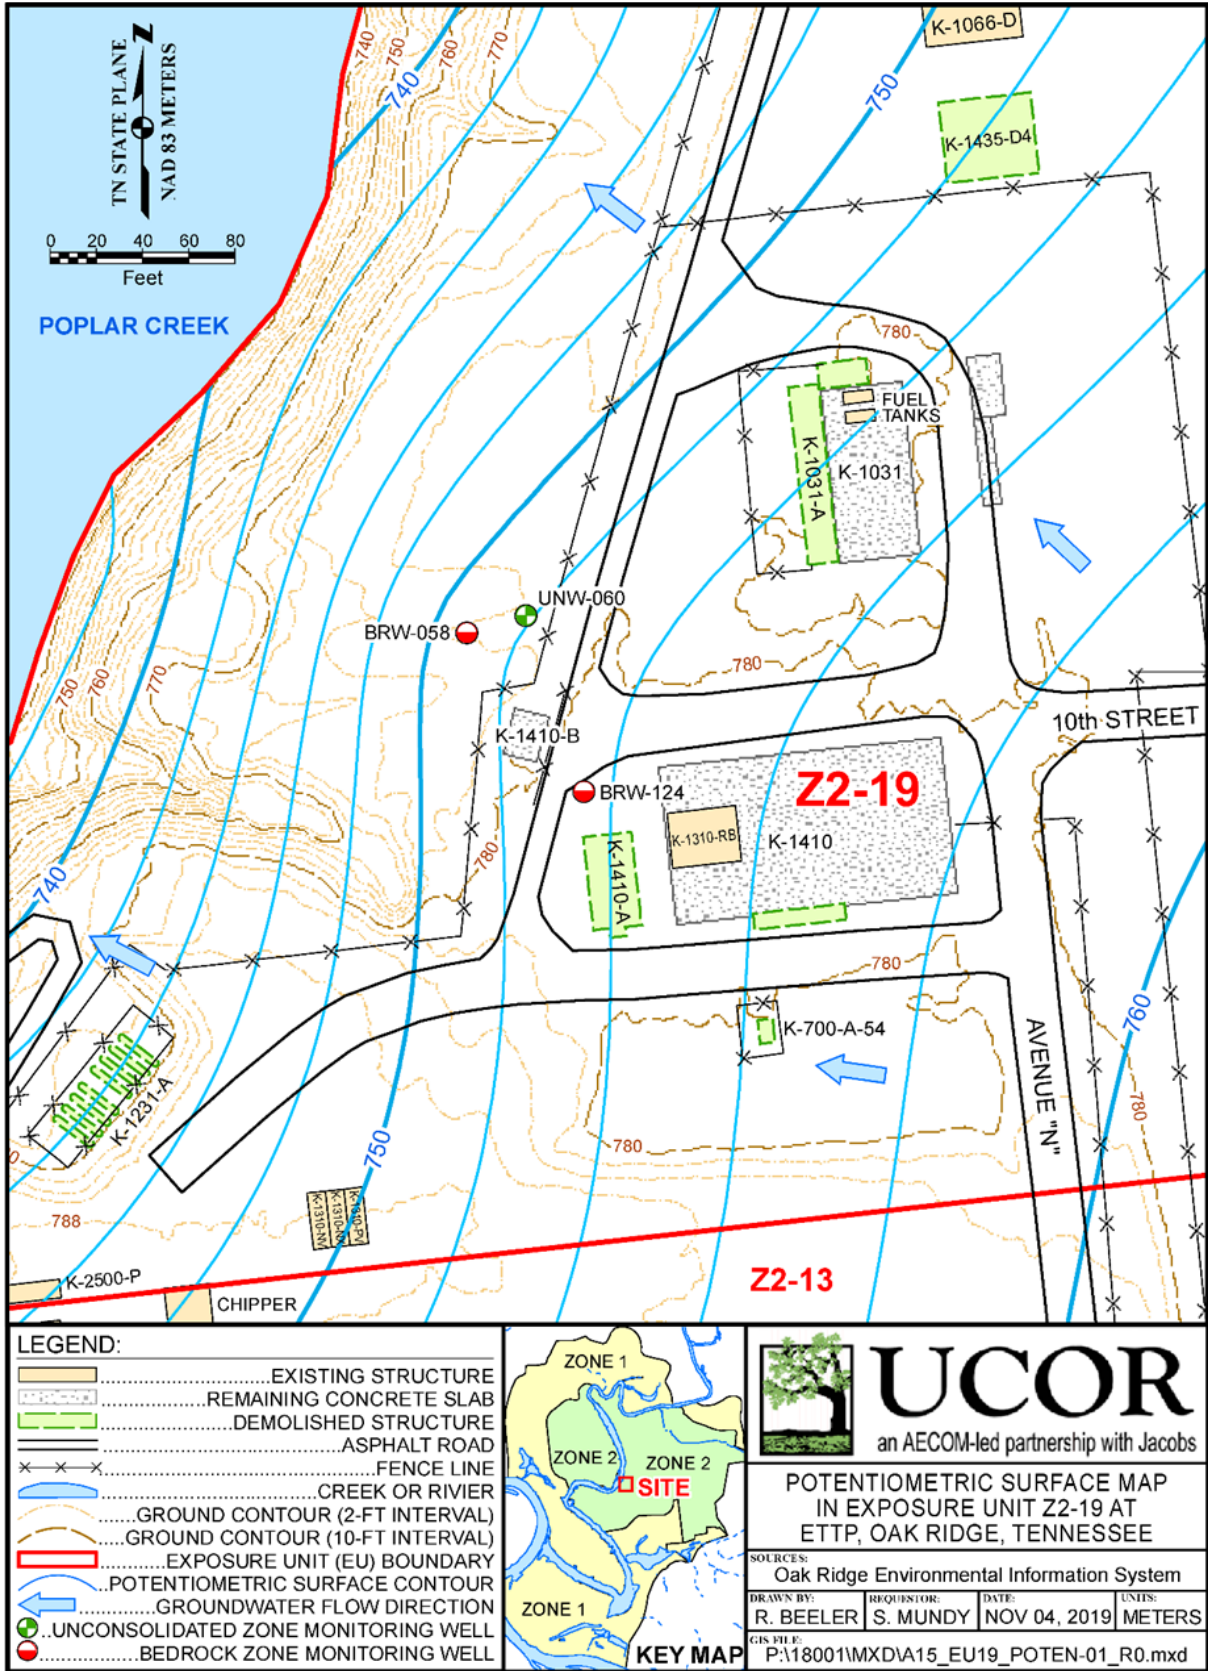 TN STATE PLANE
NAD 83 METERS
Z
0 20 40 60 80
Feet
POPLAR CREEK
740
750
760
770
740
750
K-1066-D
K-1435-D4
780
FUEL
TANKS
K-1031-A
K-1031
UNW-060
BRW-058
780
750
760
770
10th STREET
K-1410-B
BRW-124
Z2-19
K-1310-RB
K-1410
K-1410-A
780
740
780
760
K-700-A-54
AVENUE "N"
K-1231-A
780
780
750
788
K-1310-NV
K-1310-PV
K-2500-P
CHIPPER
Z2-13
LEGEND:
EXISTING STRUCTURE
REMAINING CONCRETE SLAB
DEMOLISHED STRUCTURE
ASPHALT ROAD
FENCE LINE
CREEK OR RIVIER
GROUND CONTOUR (2-FT INTERVAL)
GROUND CONTOUR (10-FT INTERVAL)
EXPOSURE UNIT (EU) BOUNDARY
POTENTIOMETRIC SURFACE CONTOUR
GROUNDWATER FLOW DIRECTION
UNCONSOLIDATED ZONE MONITORING WELL
BEDROCK ZONE MONITORING WELL
ZONE 1
ZONE 2
ZONE 2
SITE
ZONE 1
KEY MAP
UCOR
an AECOM-led partnership with Jacobs
POTENTIOMETRIC SURFACE MAP
IN EXPOSURE UNIT Z2-19 AT
ETTP, OAK RIDGE, TENNESSEE
SOURCES:
Oak Ridge Environmental Information System
DRAWN BY: REQUESTOR: DATE: UNITS:
R. BEELER S. MUNDY NOV 04, 2019 METERS
GIS FILE:
P:\18001\MXD\A15_EU19_POTEN-01_R0.mxd